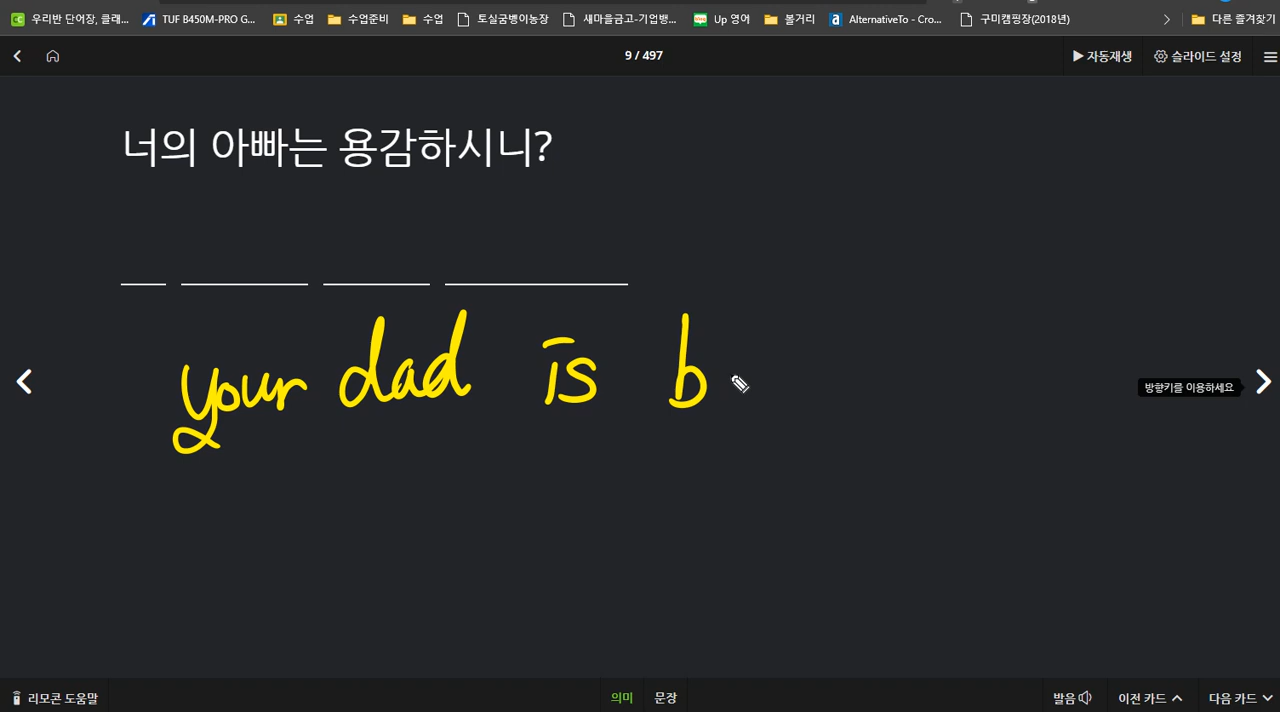 우리반 단어장, 클래... TUF B450M-PRO G... 수업 수업준비 수업 토실굼벵이농장 새마을금고-기업뱅... Up 영어 볼거리 AlternativeTo - Cro... 구미캠핑장(2018년) 다른 즐겨찾기
9 / 497 자동재생 슬라이드 설정
너의 아빠는 용감하시니?
your dad is b
방향키를 이용하세요
리모콘 도움말 의미 문장 발음 이전 카드 다음 카드